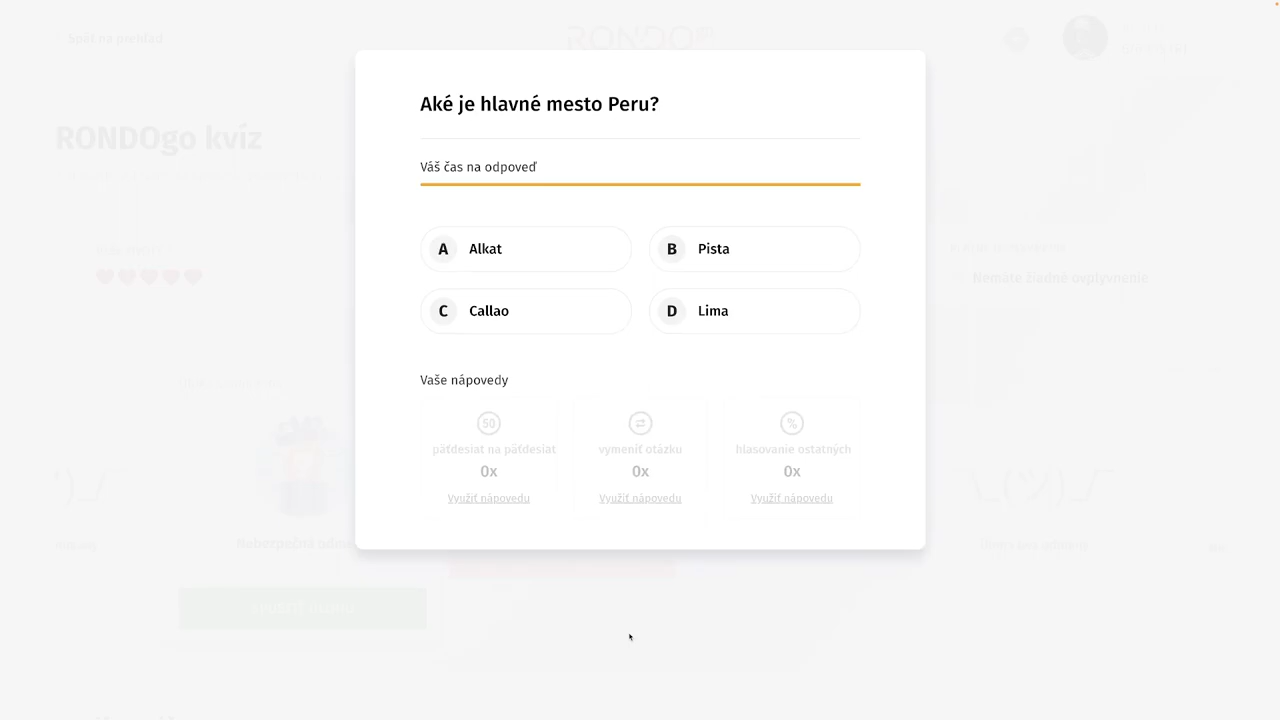 Späť na prehľad
RONDO
RONDOgo kvíz
Aké je hlavné mesto Peru?
Váš čas na odpoveď
A Alkat
B Pista
C Callao
D Lima
Nemáte žiadne ovplyvnenie
Vaše nápovedy
50
%
päťdesiat na päťdesiat
vymeniť otázku
hlasovanie ostatných
0x
0x
0x
Využiť nápovedu
Využiť nápovedu
Využiť nápovedu